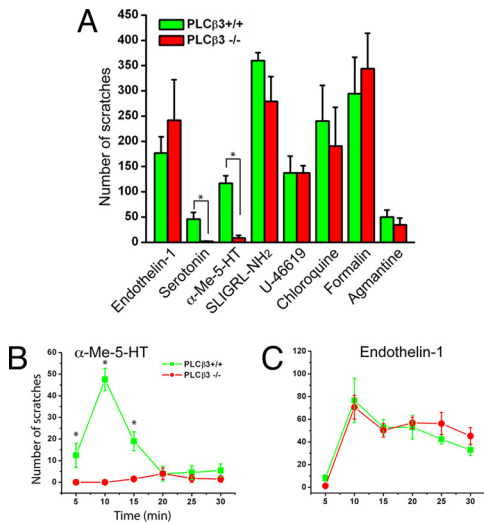 A
PLCβ3+/+
PLCβ3 -/-
Number of scratches
450
400
350
300
250
200
150
100
50
0
*
*
Endothelin-1
Serotonin
α-Me-5-HT
SLIGRL-NH2
U-46619
Chloroquine
Formalin
Agmantine
B
α-Me-5-HT
PLCβ3+/+
PLCβ3 -/-
Number of scratches
60
50
40
30
20
10
0
*
*
*
5 10 15 20 25 30
Time (min)
C
Endothelin-1
120
100
80
60
40
20
0
5 10 15 20 25 30